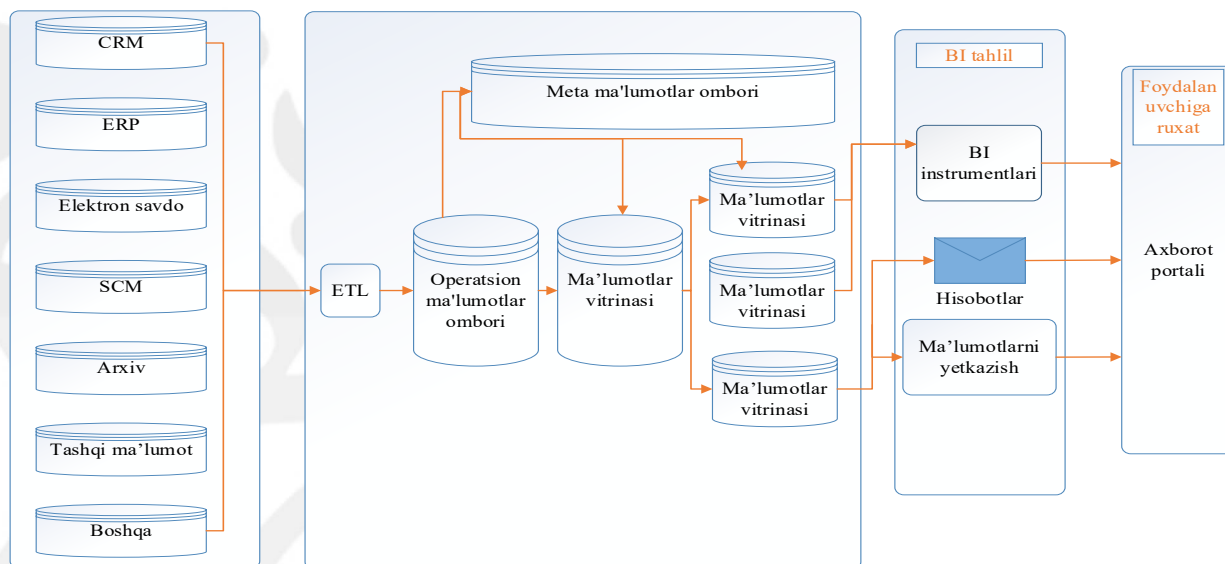 CRM
ERP
Elektron savdo
SCM
Arxiv
Tashqi ma’lumot
Boshqa
ETL
Meta ma'lumotlar ombori
Operatsion
ma'lumotlar
ombori
Ma’lumotlar
vitrinasi
Ma’lumotlar
vitrinasi
Ma’lumotlar
vitrinasi
Ma’lumotlar
vitrinasi
BI tahlil
BI
instrumentlari
Hisobotlar
Ma’lumotlarni
yetkazish
Foydalan
uvchiga
ruxat
Axborot
portali